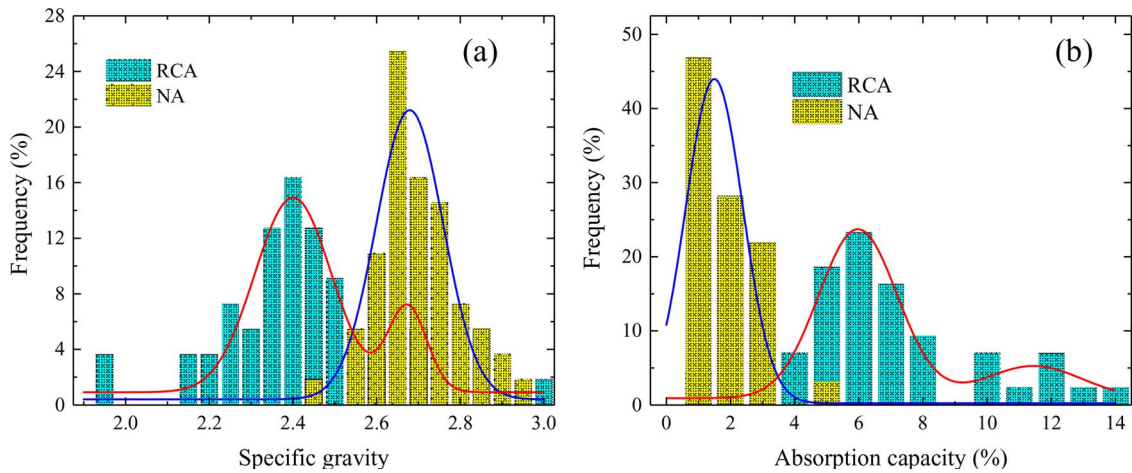 (a)
RCA
NA
Frequency (%)
28
24
20
16
12
8
4
0
2.0
2.2
2.4
2.6
2.8
3.0
Specific gravity
(b)
RCA
NA
Frequency (%)
50
40
30
20
10
0
0
2
4
6
8
10
12
14
Absorption capacity (%)